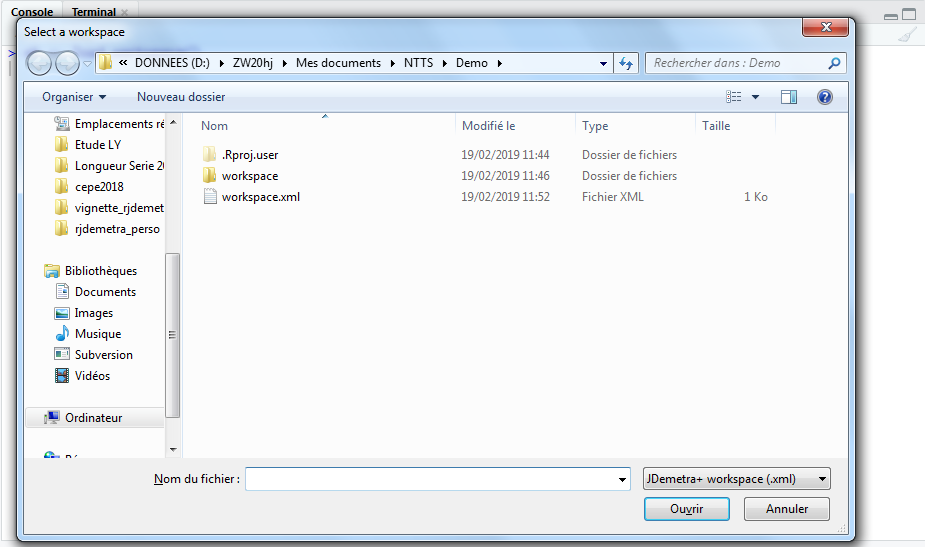 Console Terminal ×
>
Select a workspace
« DONNEES (D:) ZW20hj Mes documents NTTS Demo
Rechercher dans : Demo
Organiser Nouveau dossier
Emplacements ré
Etude LY
Longueur Serie 20
cepe2018
vignette_rjdemet
rjdemetra_perso
Bibliothèques
Documents
Images
Musique
Subversion
Vidéos
Ordinateur
Nom Modifié le Type Taille
.Rproj.user 19/02/2019 11:44 Dossier de fichiers
workspace 19/02/2019 11:46 Dossier de fichiers
workspace.xml 19/02/2019 11:52 Fichier XML 1 Ko
Nom du fichier : JDemetra+ workspace (.xml)
Ouvrir Annuler